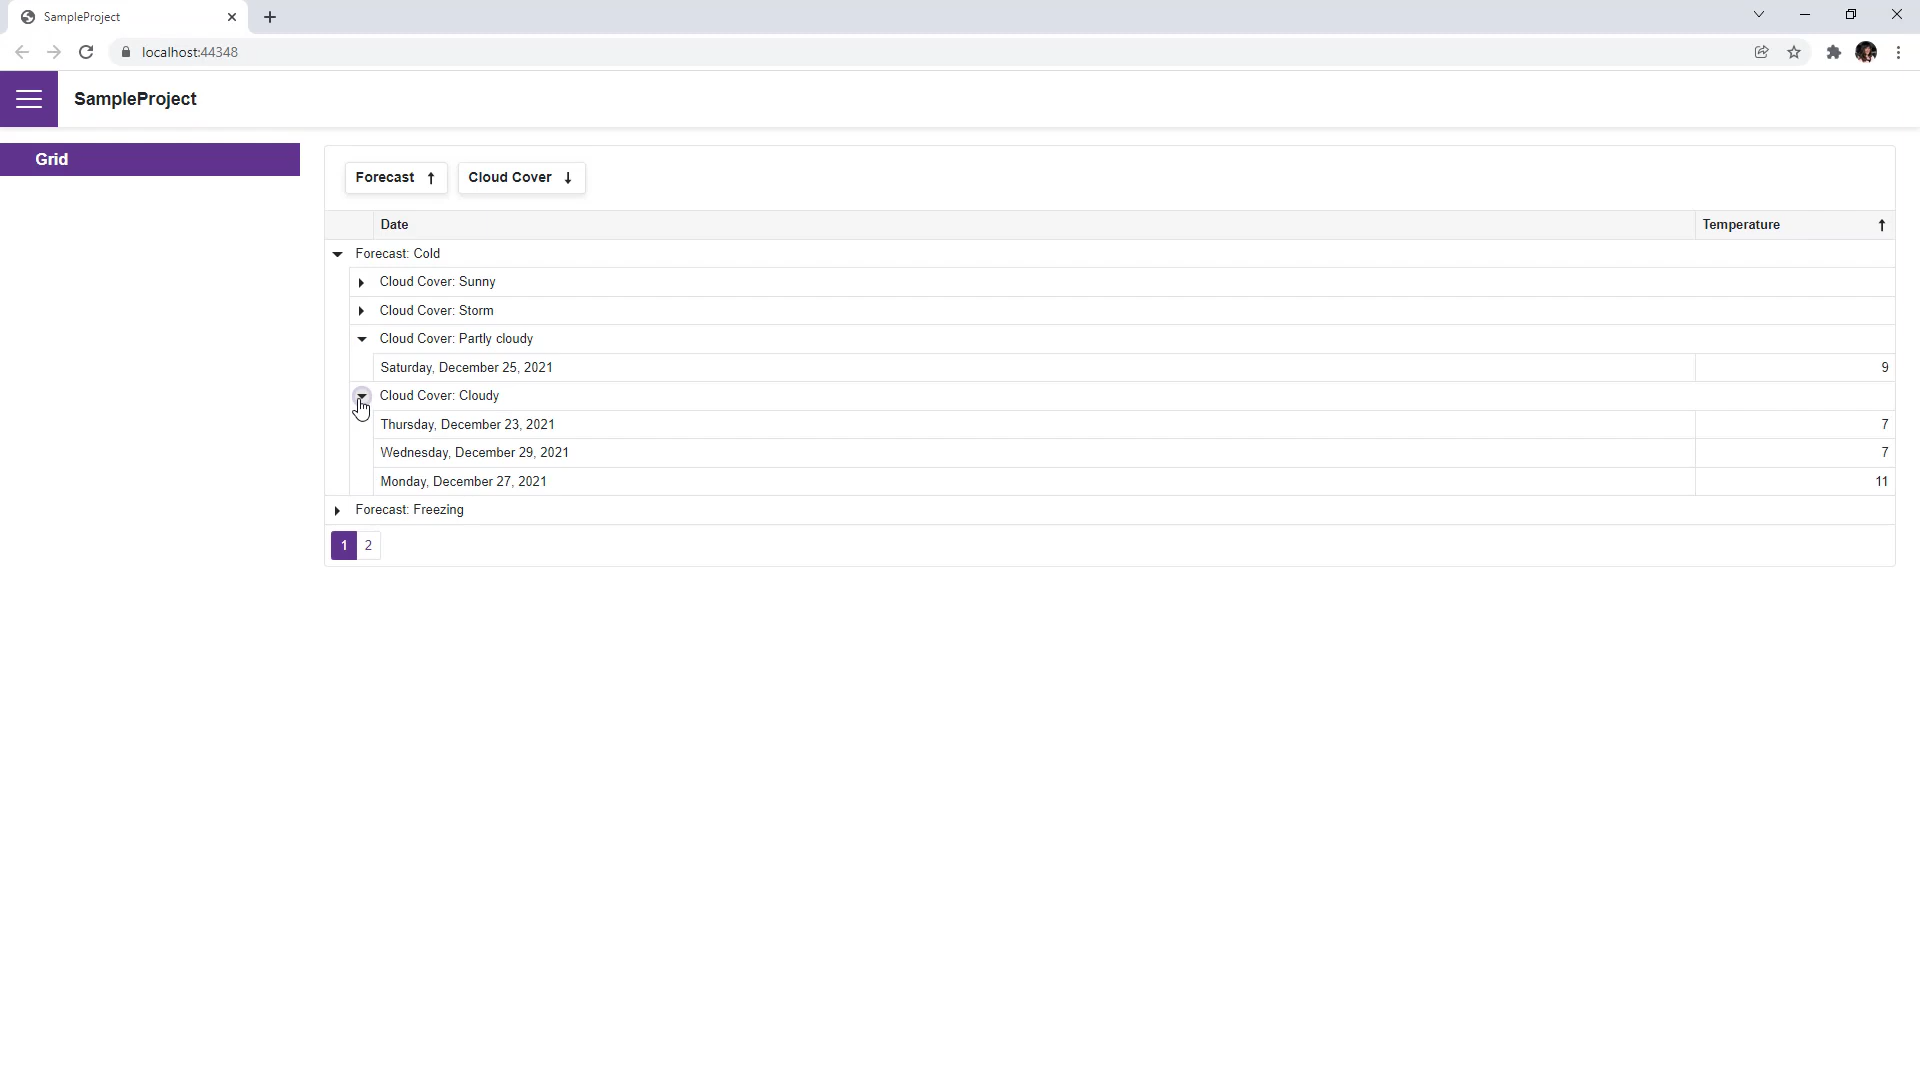 SampleProject
localhost:44348
SampleProject
Grid
Forecast Cloud Cover
Date Temperature
Forecast: Cold
Cloud Cover: Sunny
Cloud Cover: Storm
Cloud Cover: Partly cloudy
Saturday, December 25, 2021 9
Cloud Cover: Cloudy
Thursday, December 23, 2021 7
Wednesday, December 29, 2021 7
Monday, December 27, 2021 11
Forecast: Freezing
1 2